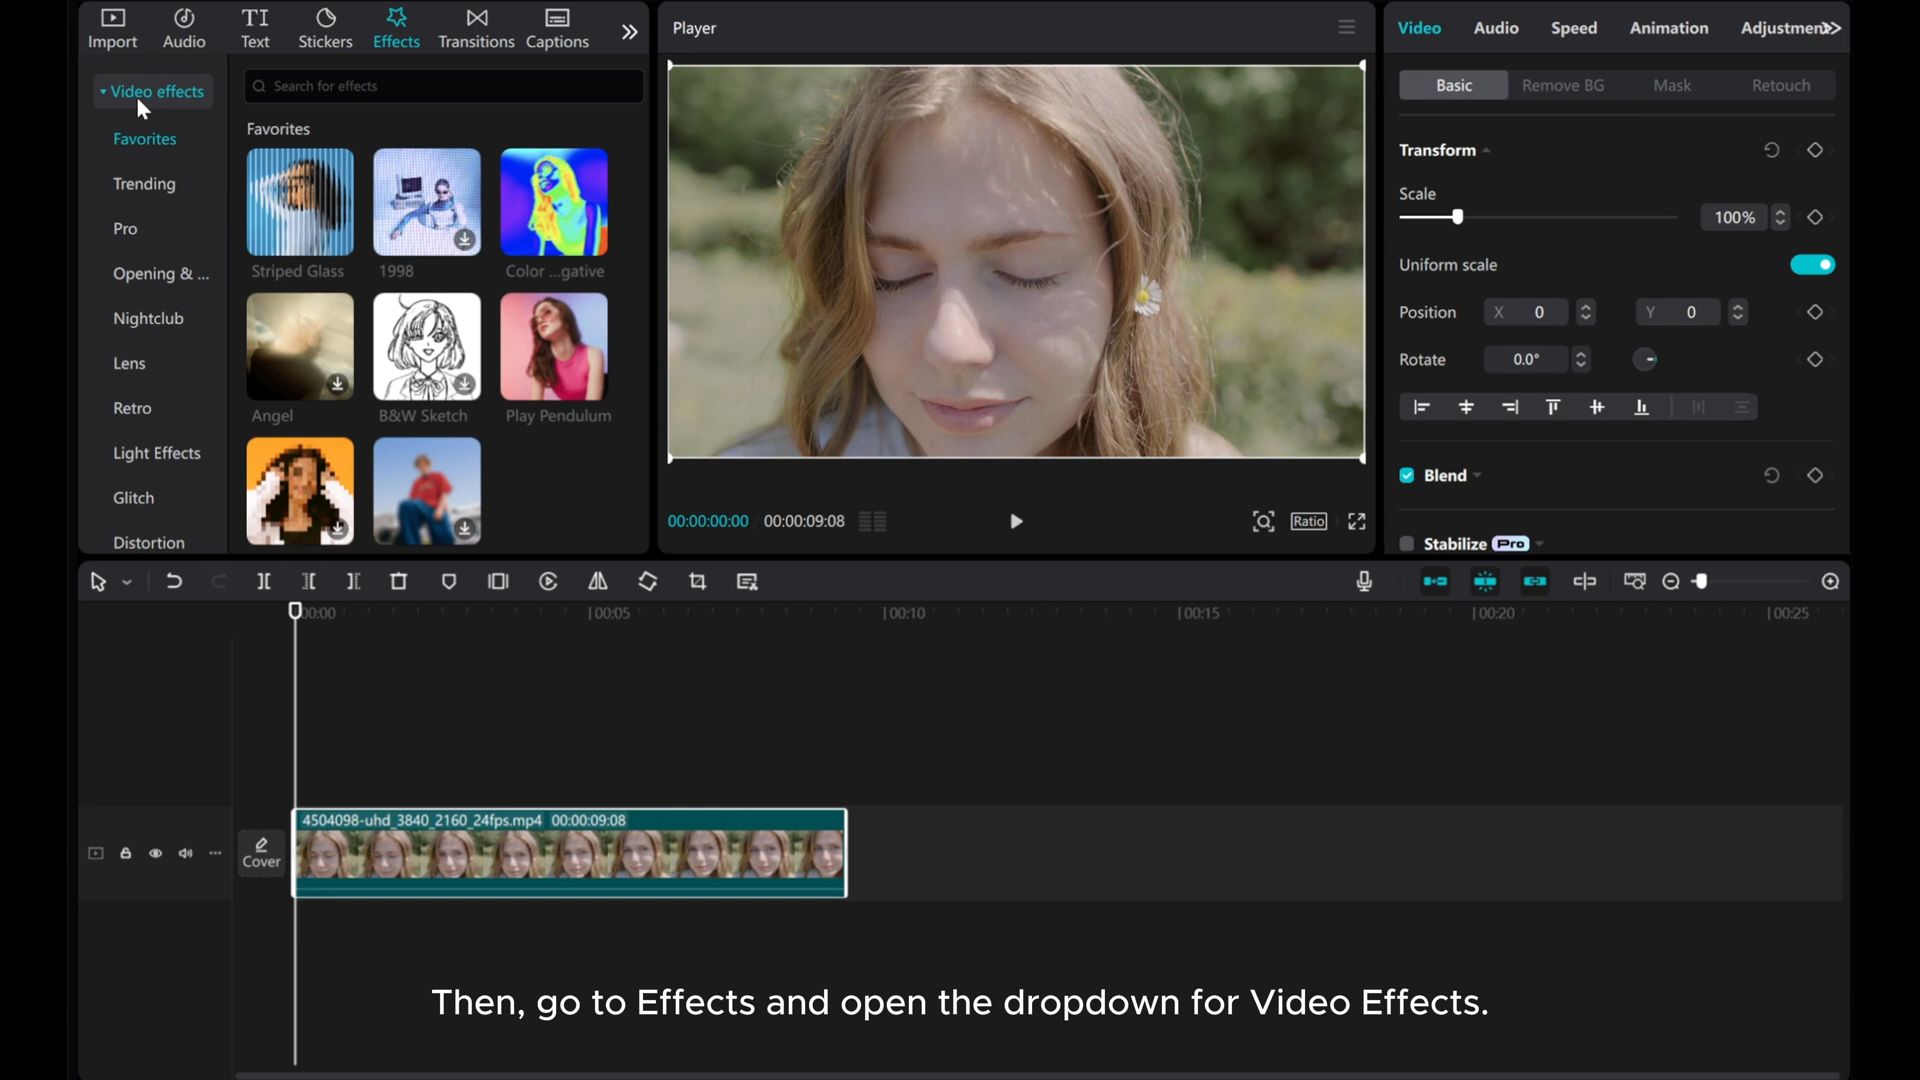 Import
Audio
Text
Stickers
Effects
Transitions
Captions
Video effects
Favorites
Trending
Pro
Opening & ...
Nightclub
Lens
Retro
Light Effects
Glitch
Distortion
Search for effects
Favorites
Striped Glass
1998
Color ...gative
Angel
B&W Sketch
Play Pendulum
Player
00:00:00:00
00:00:09:08
Ratio
Video
Audio
Speed
Animation
Basic
Remove BG
Mask
Retouch
Transform
Scale
100%
Uniform scale
Position
X 0
Y 0
Rotate
0.0°
Blend
Stabilize Pro
00:00
00:05
00:10
00:15
00:20
00:25
4504098-uhd_3840_2160_24fps.mp4 00:00:09:08
Cover
Then, go to Effects and open the dropdown for Video Effects.